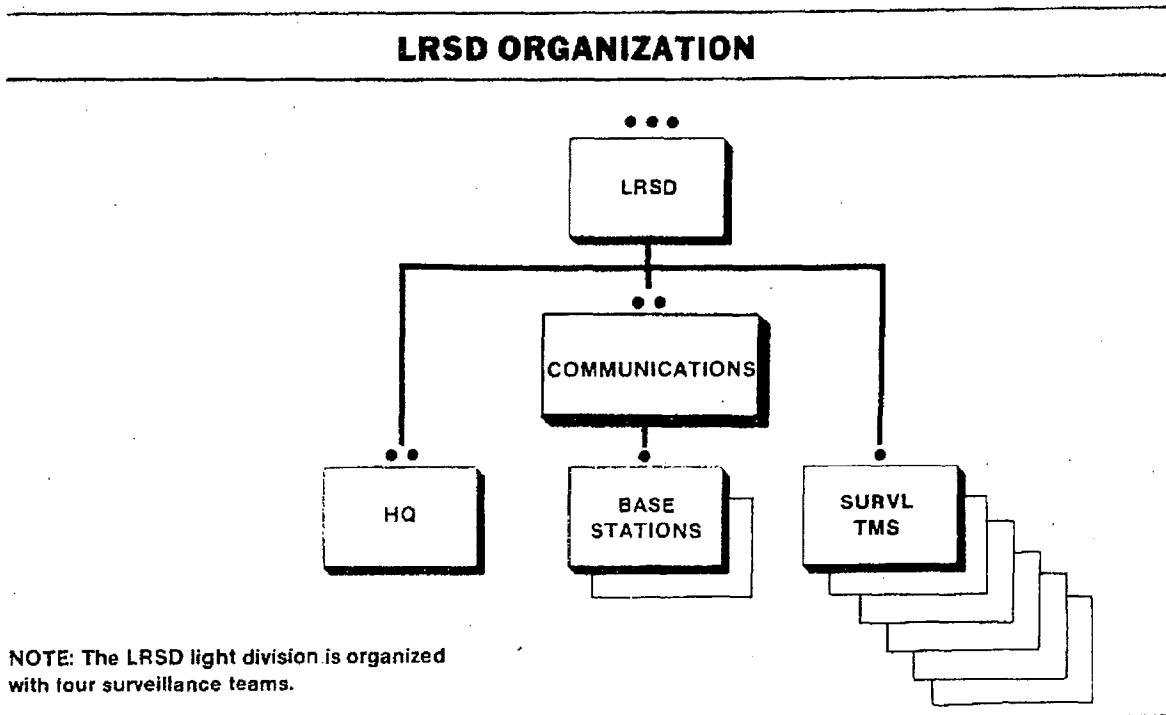 LRSD ORGANIZATION
LRSD
COMMUNICATIONS
HQ
BASE
STATIONS
SURVL
TMS
NOTE: The LRSD light division is organized
with four surveillance teams.